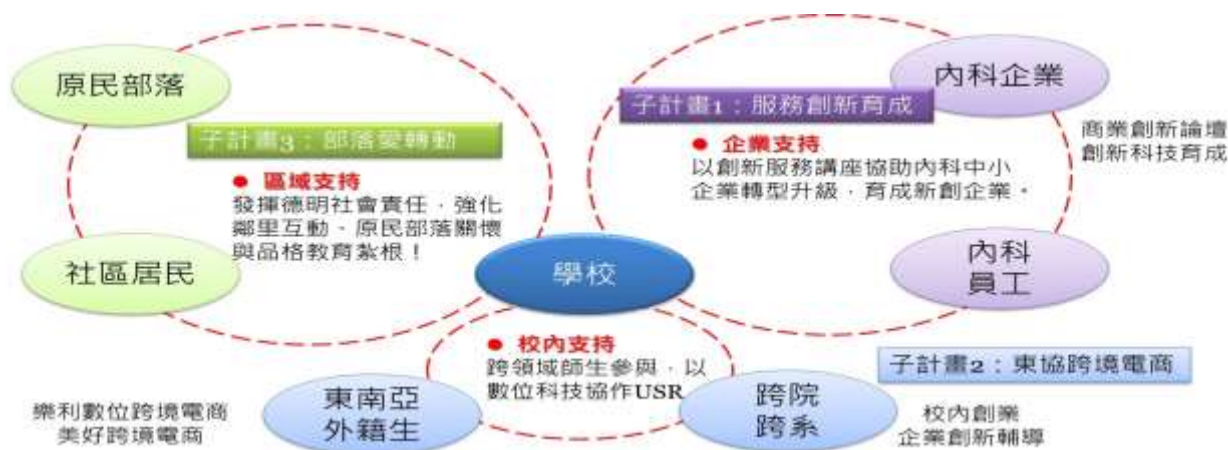 原民部落
子計畫3：部落愛轉動
● 區域支持
發揮德明社會責任，強化
鄰里互動、原民部落關懷
與品格教育紮根！
社區居民
內科企業
子計畫1：服務創新育成
● 企業支持
以創新服務講座協助內科中小
企業轉型升級，育成新創企業。
商業創新論壇
創新科技育成
內科
員工
學校
● 校內支持
跨領域師生參與，以
數位科技協作USR
子計畫2：東協跨境電商
東南亞
外籍生
樂利數位跨境電商
美好跨境電商
跨院
跨系
校內創業
企業創新輔導